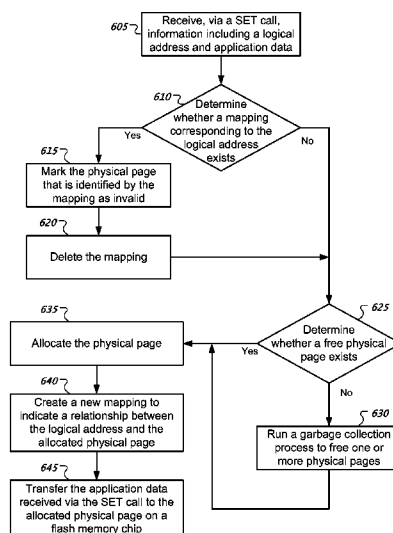 605
Receive, via a SET call,
information including a logical
address and application data
610
Determine
whether a mapping
corresponding to the
logical address
exists
Yes
No
615
Mark the physical page
that is identified by the
mapping as invalid
620
Delete the mapping
625
Determine
whether a free physical
page exists
Yes
No
630
Run a garbage collection
process to free one or
more physical pages
635
Allocate the physical page
640
Create a new mapping to
indicate a relationship between
the logical address and the
allocated physical page
645
Transfer the application data
received via the SET call to the
allocated physical page on a
flash memory chip